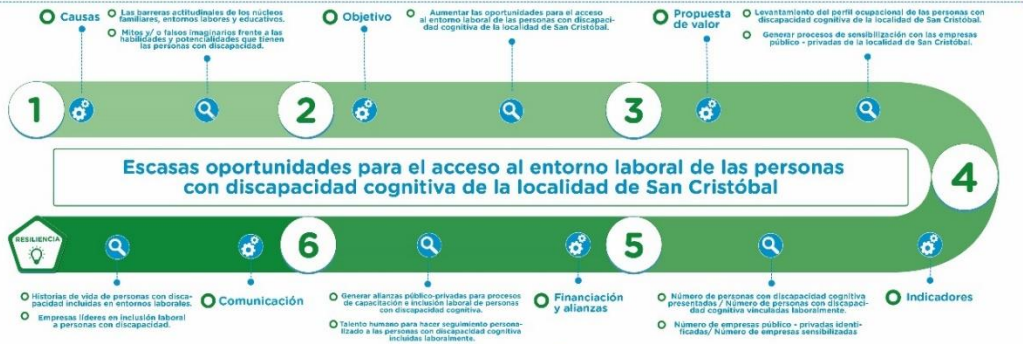 Causas
Las barreras actitudinales de los núcleos
familiares, entornos labores y educativos.
Mitos y/ o falsos imaginarios frente a las
habilidades y potencialidades que tienen
las personas con discapacidad.
Objetivo
Aumentar las oportunidades para el acceso
al entorno laboral de las personas con discapaci-
dad cognitiva de la localidad de San Cristóbal.
Propuesta
de valor
Levantamiento del perfil ocupacional de las personas con
discapacidad cognitiva de la localidad de San Cristóbal.
Generar procesos de sensibilización con las empresas
público - privadas de la localidad de San Cristóbal.
1
2
3
4
Escasas oportunidades para el acceso al entorno laboral de las personas
con discapacidad cognitiva de la localidad de San Cristóbal
RESILIENCIA
6
5
Historias de vida de personas con disca-
pacidad incluidas en entornos laborales.
Empresas líderes en inclusión laboral
a personas con discapacidad.
Comunicación
Generar alianzas público-privadas para procesos
de capacitación e inclusión laboral de personas
con discapacidad cognitiva.
Talento humano para hacer seguimiento persona-
lizado a las personas con discapacidad cognitiva
incluidas laboralmente.
Financiación
y alianzas
Número de personas con discapacidad cognitiva
presentadas / Número de personas con discapaci-
dad cognitiva vinculadas laboralmente.
Número de empresas público - privadas identi-
ficadas/ Número de empresas sensibilizadas
Indicadores